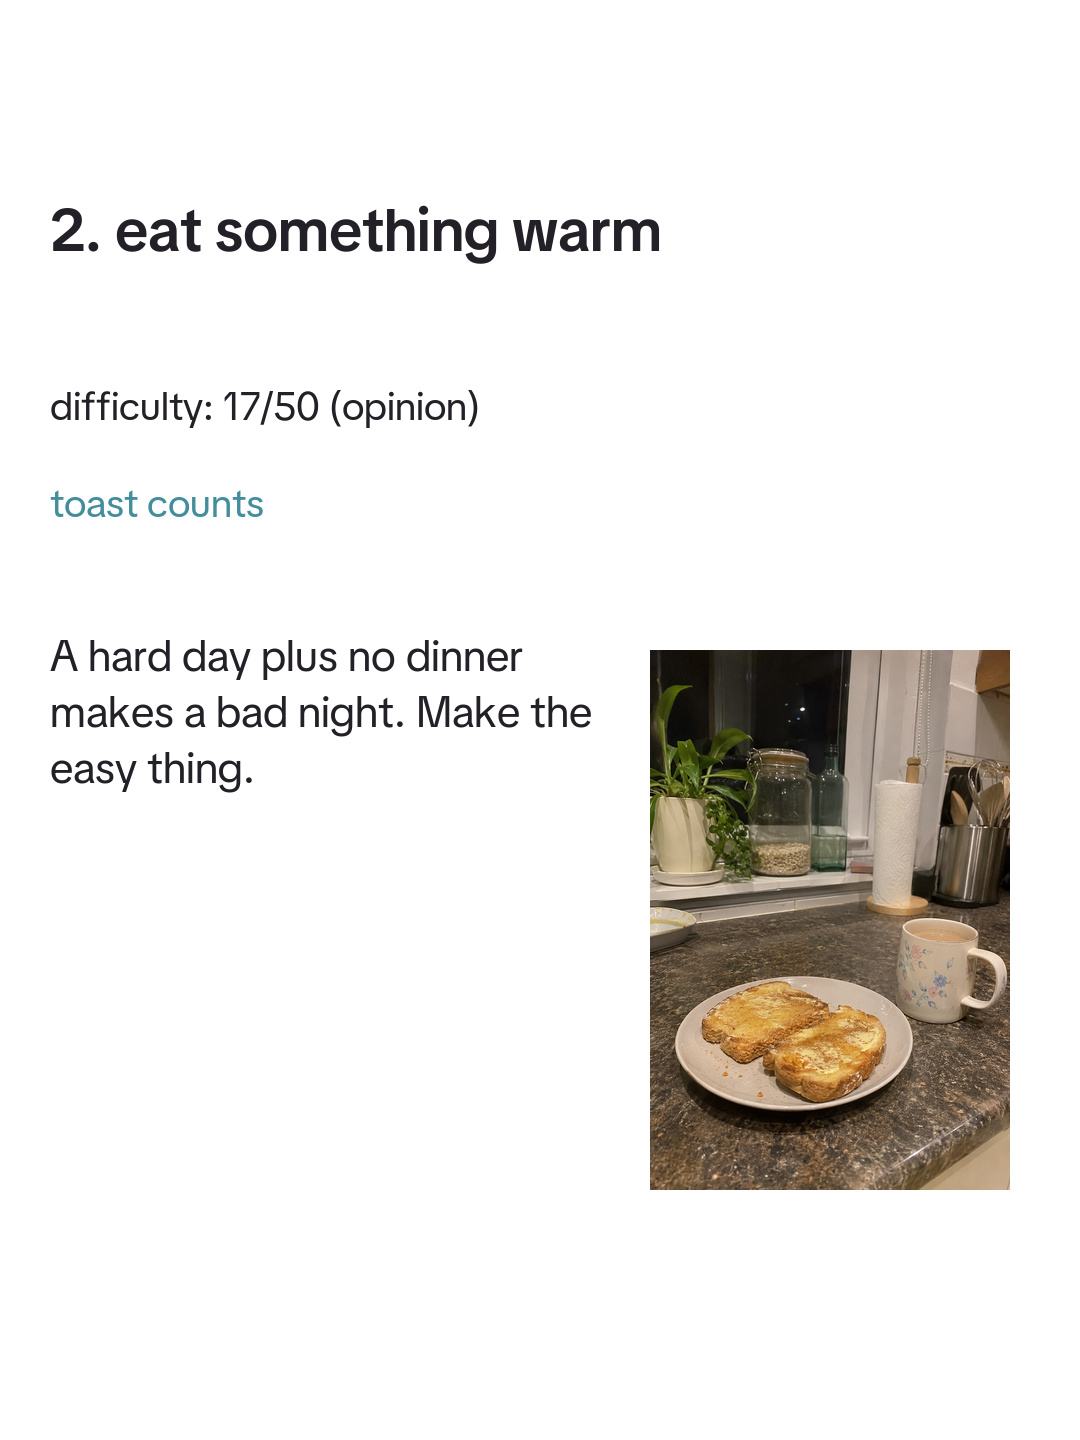 2. eat something warm
difficulty: 17/50 (opinion)
toast counts
A hard day plus no dinner
makes a bad night. Make the
easy thing.